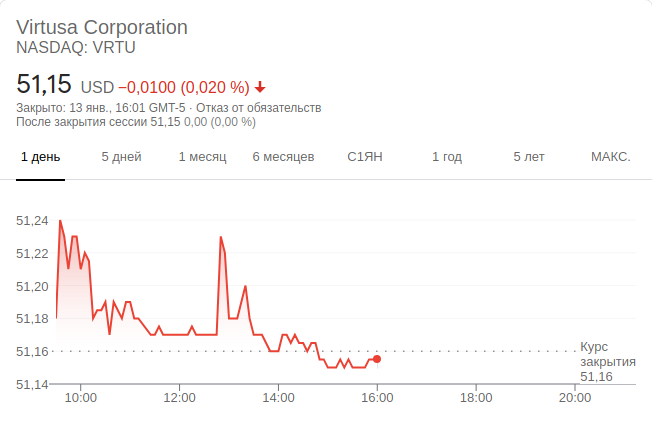 Virtusa Corporation
NASDAQ: VRTU
51,15 USD −0,0100 (0,020 %)
Закрыто: 13 янв., 16:01 GMT-5 · Отказ от обязательств
После закрытия сессии 51,15 0,00 (0,00 %)
1 день 5 дней 1 месяц 6 месяцев С1ЯН 1 год 5 лет МАКС.
51,24
51,22
51,20
51,18
51,16
51,14
Курс
закрытия
51,16
10:00 12:00 14:00 16:00 18:00 20:00